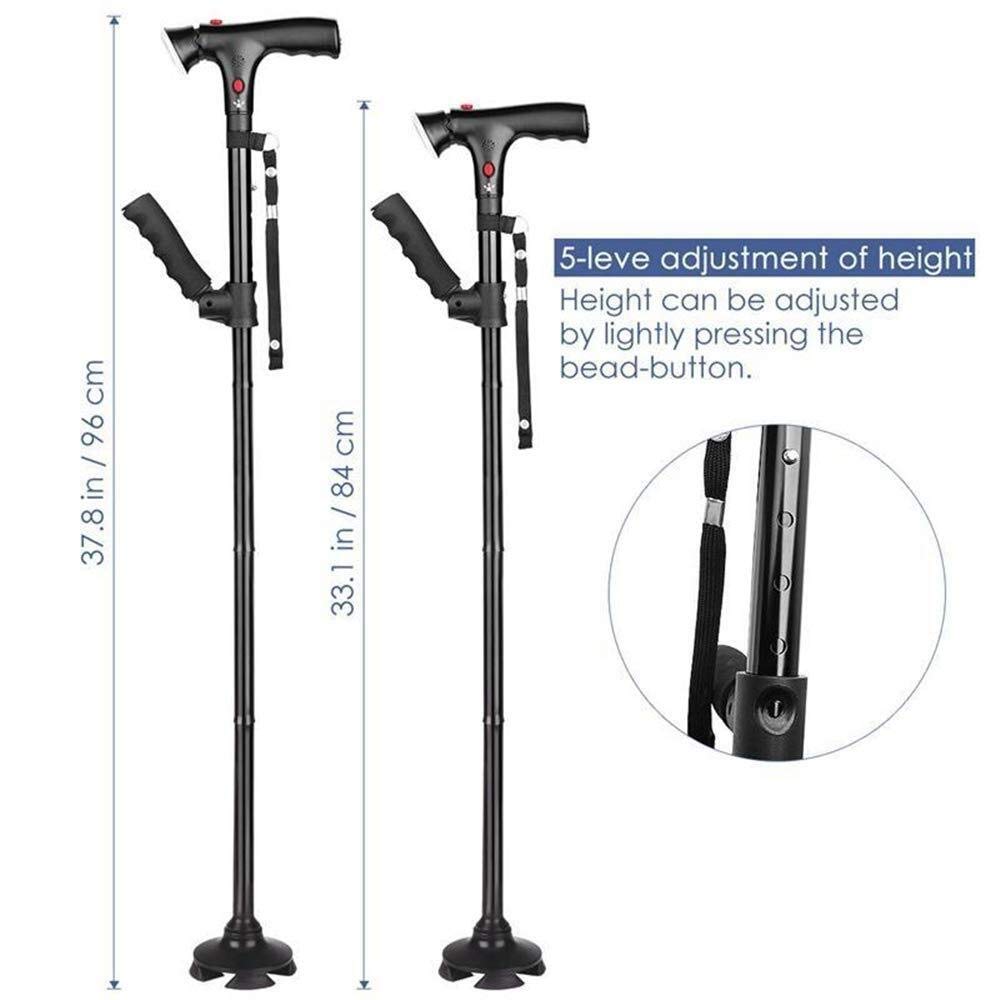 37.8 in / 96 cm
33.1 in / 84 cm
5-leve adjustment of height
Height can be adjusted
by lightly pressing the
bead-button.